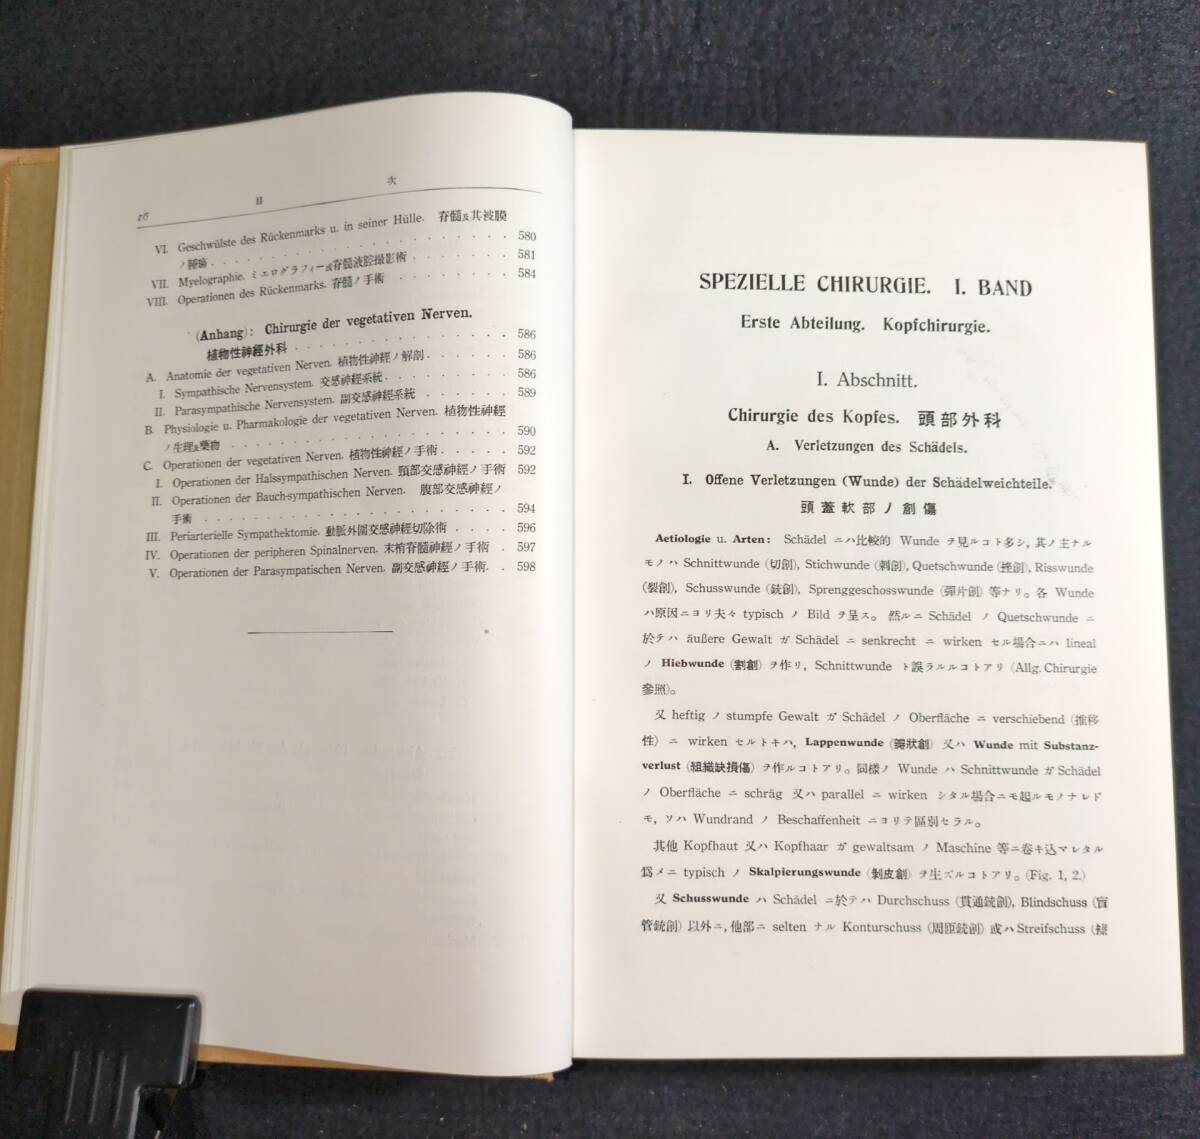 16 目 次
VI. Geschwülste des Rückenmarks u. in seiner Hülle. 脊髓及其被膜
ノ腫瘍 . . . . . . . . . . . . . . . . 580
VII. Myelographie. ミエログラフィー或脊髓液腔撮影術 . . . . . . . 581
VIII. Operationen des Rückenmarks. 脊髓ノ手術 . . . . . . . . 584
(Anhang): Chirurgie der vegetativen Nerven.
植物性神經外科 . . . . . . . . . . . . . . 586
A. Anatomie der vegetativen Nerven. 植物性神經ノ解剖 . . . . . . 586
I. Sympathische Nervensystem. 交感神經系統 . . . . . . . . . 586
II. Parasympathische Nervensystem. 副交感神經系統 . . . . . . 589
B. Physiologie u. Pharmakologie der vegetativen Nerven. 植物性神經
ノ生理及藥物 . . . . . . . . . . . . . . . . 590
C. Operationen der vegetativen Nerven. 植物性神經ノ手術 . . . . . 592
I. Operationen der Halssympathischen Nerven. 頸部交感神經ノ手術 592
II. Operationen der Bauch-sympathischen Nerven. 腹部交感神經ノ
手術 . . . . . . . . . . . . . . . . . . 594
III. Periarterielle Sympathektomie. 動脈外圍交感神經切除術 . . . . 596
IV. Operationen der peripheren Spinalnerven. 末梢脊髓神經ノ手術 . 597
V. Operationen der Parasympatischen Nerven. 副交感神經ノ手術. . . 598
SPEZIELLE CHIRURGIE. I. BAND
Erste Abteilung. Kopfchirurgie.
I. Abschnitt.
Chirurgie des Kopfes. 頭部外科
A. Verletzungen des Schädels.
I. Offene Verletzungen (Wunde) der Schädelweichteile.
頭蓋軟部ノ創傷
Aetiologie u. Arten: Schädel ニハ比較的 Wunde ヲ見ルコト多シ, 其ノ主ナル
モノハ Schnittwunde (切創), Stichwunde (刺創), Quetschwunde (挫創), Risswunde
(裂創), Schusswunde (銃創), Sprenggeschosswunde (彈片創) 等ナリ。各 Wunde
ハ原因ニヨリ夫々 typisch ノ Bild ヲ呈ス。然ルニ Schädel ノ Quetschwunde ニ
於テハ äußere Gewalt ガ Schädel ニ senkrecht ニ wirken セル場合ニハ lineal
ノ Hiebwunde (割創) ヲ作リ, Schnittwunde ト誤ラルルコトアリ (Allg. Chirurgie
參照)。
又 heftig ノ stumpfe Gewalt ガ Schädel ノ Oberfläche ニ verschiebend (推移
性) ニ wirken セルトキハ, Lappenwunde (瓣狀創) 又ハ Wunde mit Substanz-
verlust (組織缺損傷) ヲ作ルコトアリ。同樣ノ Wunde ハ Schnittwunde ガ Schädel
ノ Oberfläche ニ schräg 又ハ parallel ニ wirken シタル場合ニモ起ルモノナレド
モ, ソハ Wundrand ノ Beschaffenheit ニヨリテ區別セラル。
其他 Kopfhaut 又ハ Kopfhaar ガ gewaltsam ノ Maschine 等ニ卷キ込マレタル
爲メニ typisch ノ Skalpierungswunde (剝皮創) ヲ生ズルコトアリ。(Fig. 1, 2.)
又 Schusswunde ハ Schädel ニ於テハ Durchschuss (貫通銃創), Blindschuss (盲
管銃創) 以外ニ, 他部ニ selten ナル Konturschuss (周匝銃創) 或ハ Streifschuss (擦